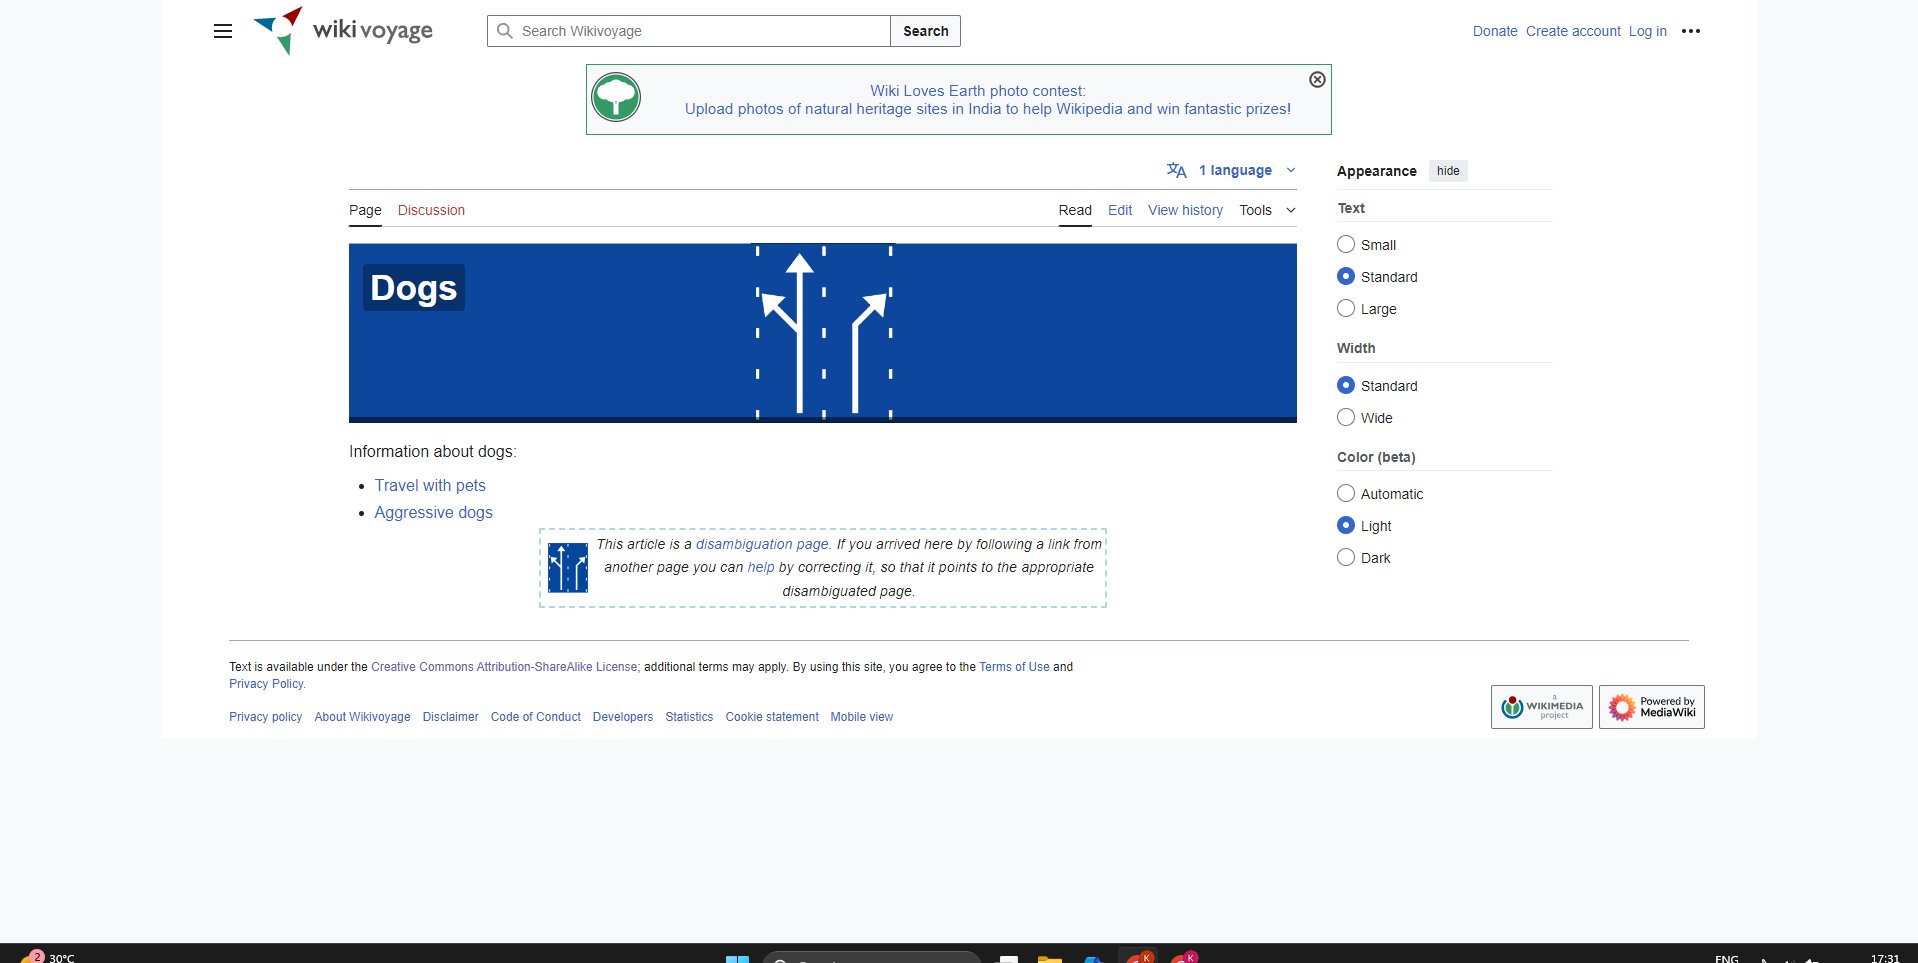 wiki voyage
Search Wikivoyage
Search
Donate Create account Log in
Wiki Loves Earth photo contest:
Upload photos of natural heritage sites in India to help Wikipedia and win fantastic prizes!
1 language
Page Discussion
Read Edit View history Tools
Dogs
Information about dogs:
Travel with pets
Aggressive dogs
This article is a disambiguation page. If you arrived here by following a link from
another page you can help by correcting it, so that it points to the appropriate
disambiguated page.
Appearance hide
Text
Small
Standard
Large
Width
Standard
Wide
Color (beta)
Automatic
Light
Dark
Text is available under the Creative Commons Attribution-ShareAlike License; additional terms may apply. By using this site, you agree to the Terms of Use and
Privacy Policy.
Privacy policy About Wikivoyage Disclaimer Code of Conduct Developers Statistics Cookie statement Mobile view
a
WIKIMEDIA
project
Powered by
MediaWiki
2
30°C
K
K
ENG
17:31